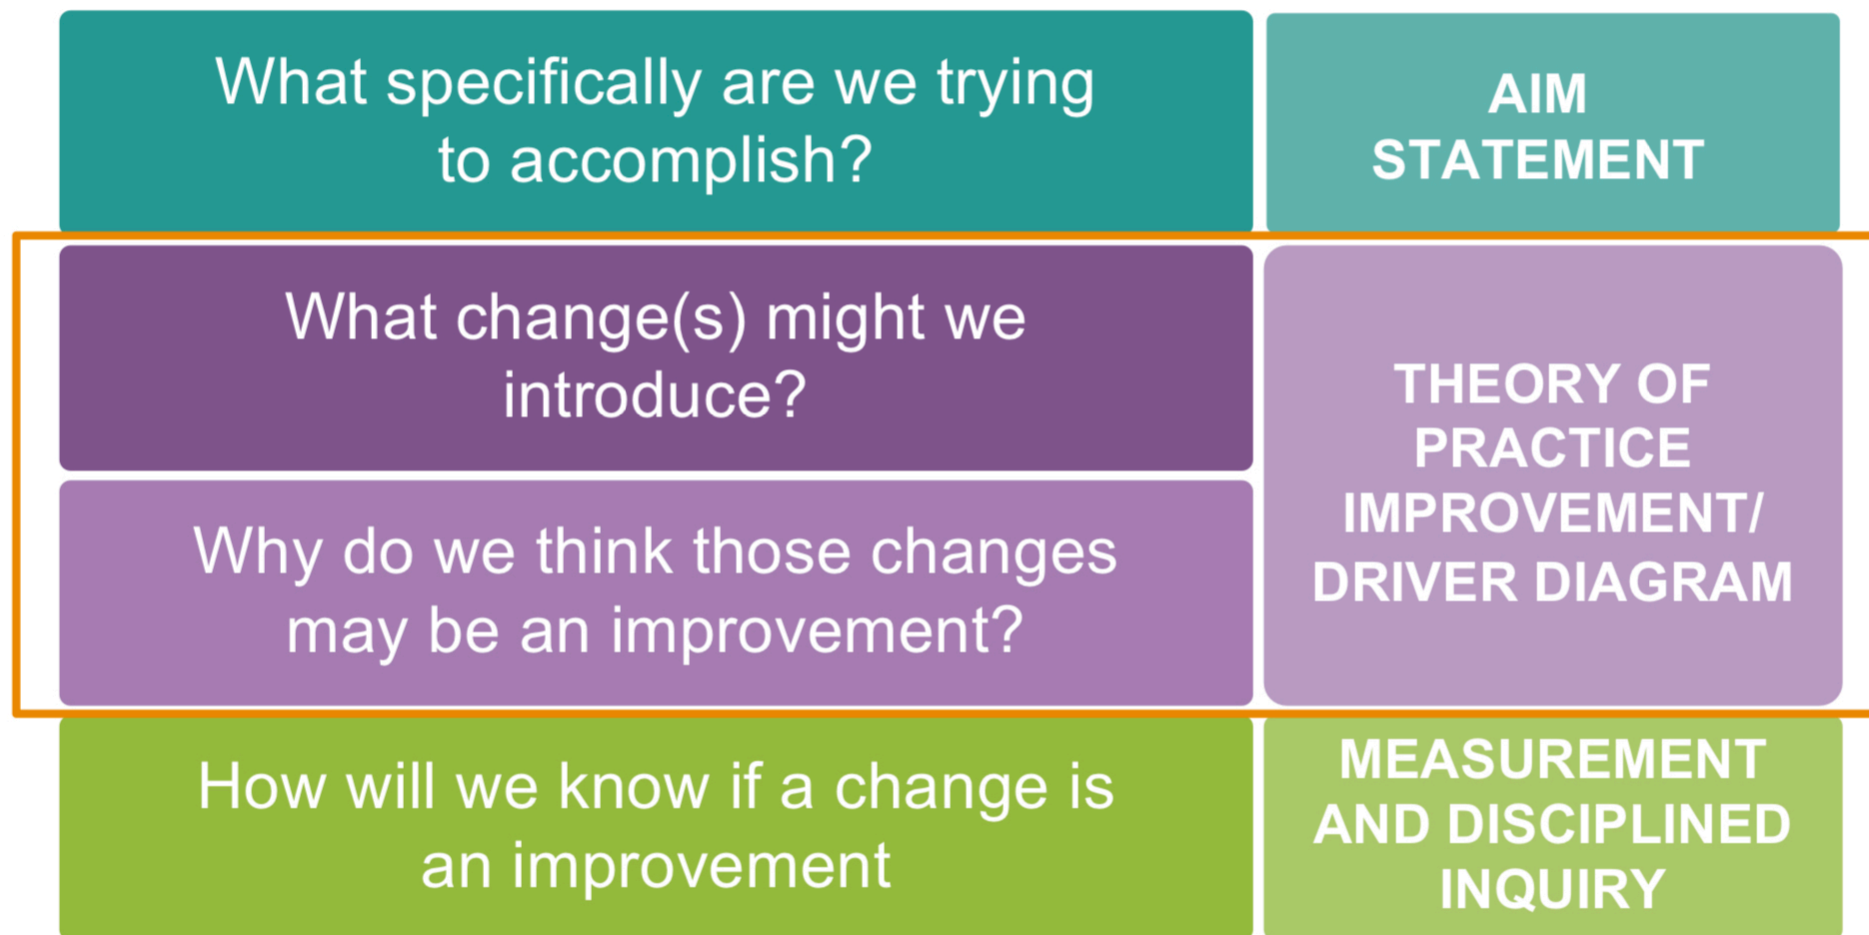 What specifically are we trying
to accomplish?
AIM
STATEMENT
What change(s) might we
introduce?
Why do we think those changes
may be an improvement?
THEORY OF
PRACTICE
IMPROVEMENT/
DRIVER DIAGRAM
How will we know if a change is
an improvement
MEASUREMENT
AND DISCIPLINED
INQUIRY